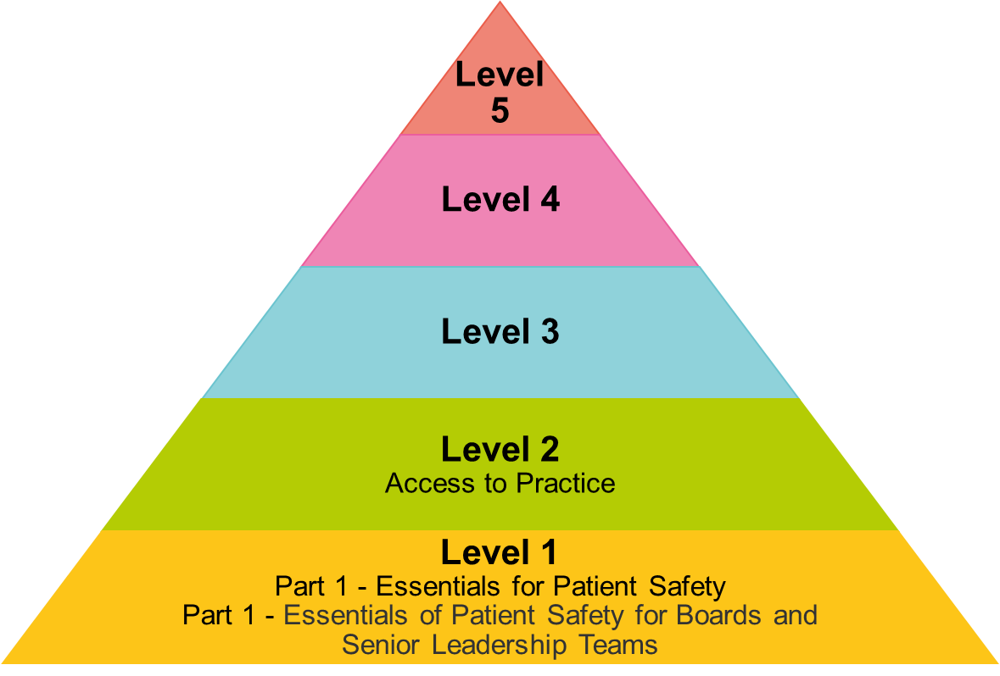 Level
5
Level 4
Level 3
Level 2
Access to Practice
Level 1
Part 1 - Essentials for Patient Safety
Part 1 - Essentials of Patient Safety for Boards and
Senior Leadership Teams